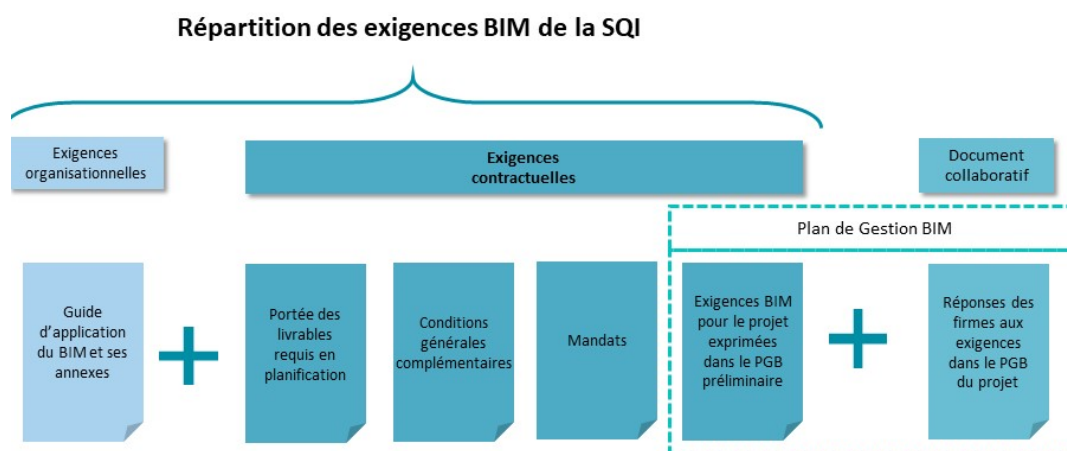 Répartition des exigences BIM de la SQI
Exigences
organisationnelles
Exigences
contractuelles
Document
collaboratif
Plan de Gestion BIM
Guide
d'application
du BIM et ses
annexes
Portée des
livrables
requis en
planification
Conditions
générales
complémentaires
Mandats
Exigences BIM
pour le projet
exprimées
dans le PGB
préliminaire
Réponses des
firmes aux
exigences
dans le PGB
du projet